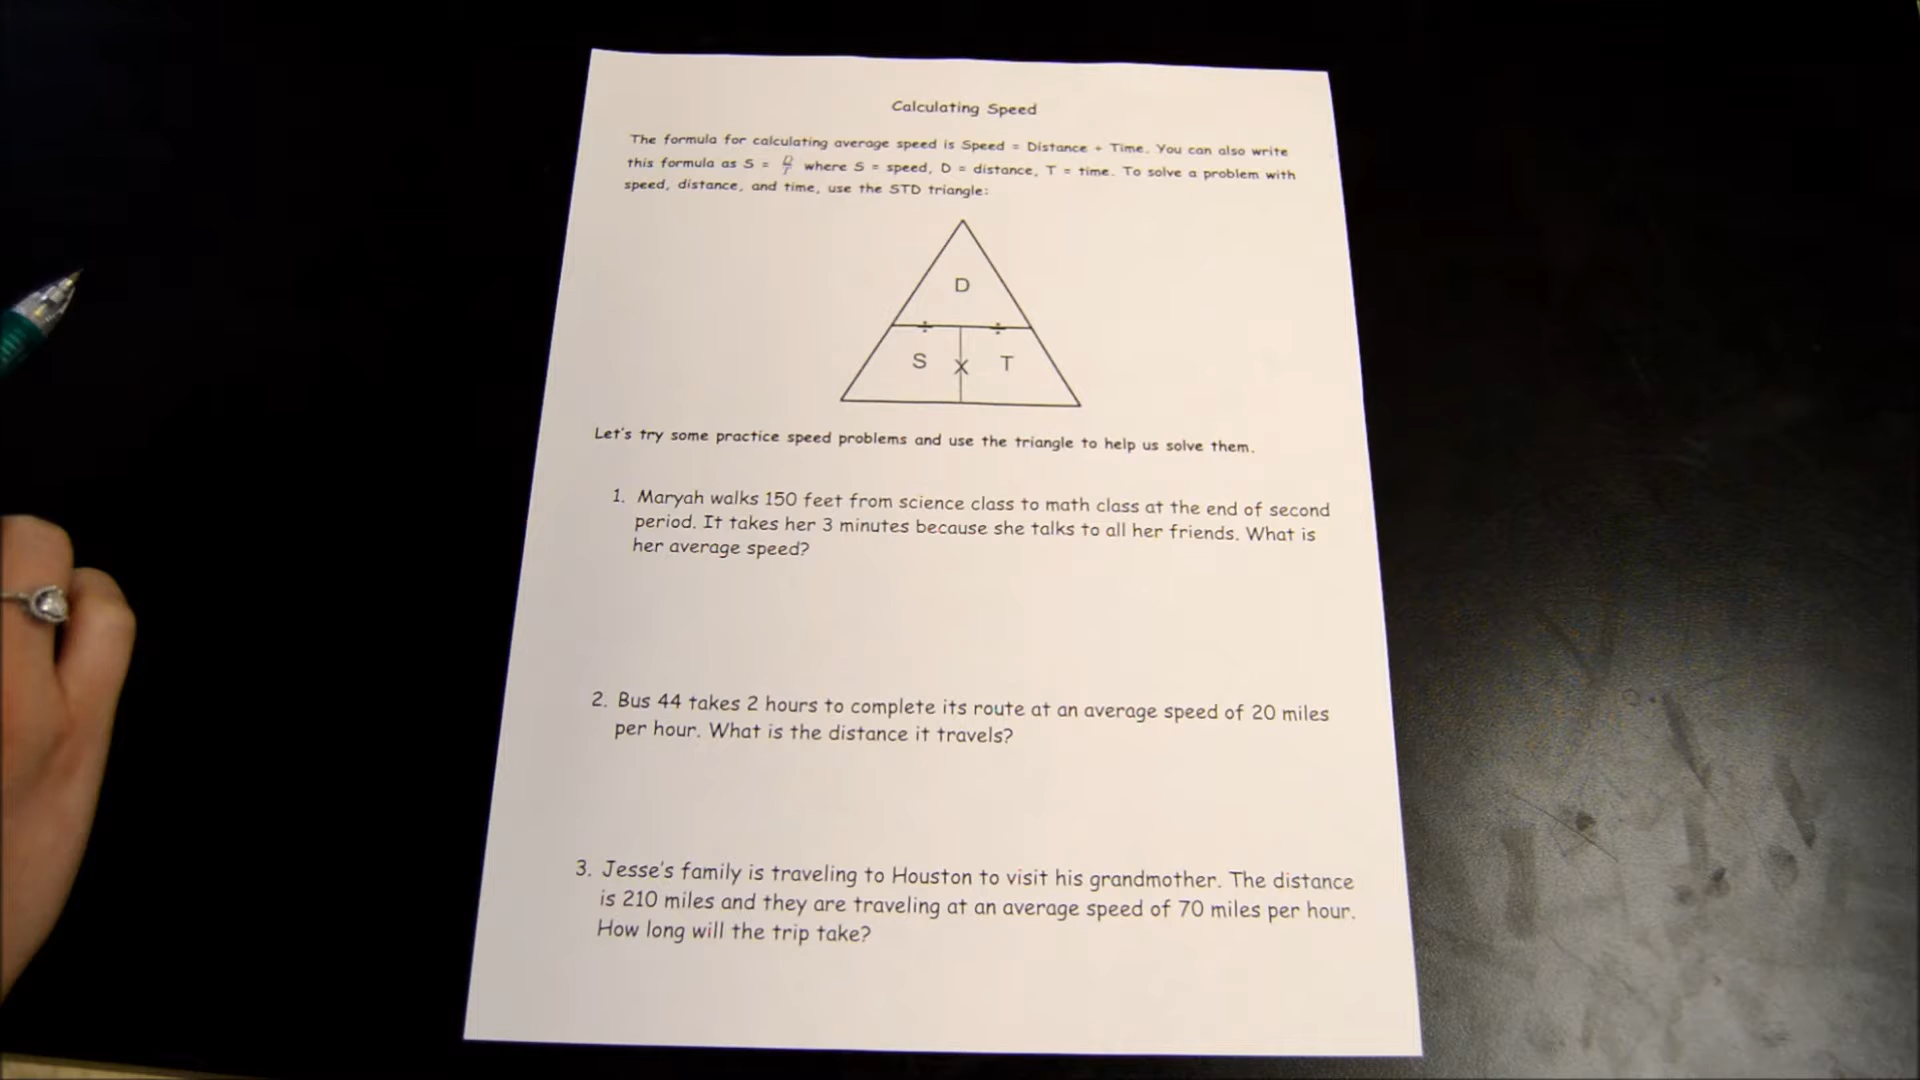 Calculating Speed
The formula for calculating average speed is Speed = Distance ÷ Time. You can also write
this formula as S = D/T where S = speed, D = distance, T = time. To solve a problem with
speed, distance, and time, use the STD triangle:
D
÷ ÷
S X T
Let's try some practice speed problems and use the triangle to help us solve them.
1. Maryah walks 150 feet from science class to math class at the end of second
period. It takes her 3 minutes because she talks to all her friends. What is
her average speed?
2. Bus 44 takes 2 hours to complete its route at an average speed of 20 miles
per hour. What is the distance it travels?
3. Jesse's family is traveling to Houston to visit his grandmother. The distance
is 210 miles and they are traveling at an average speed of 70 miles per hour.
How long will the trip take?